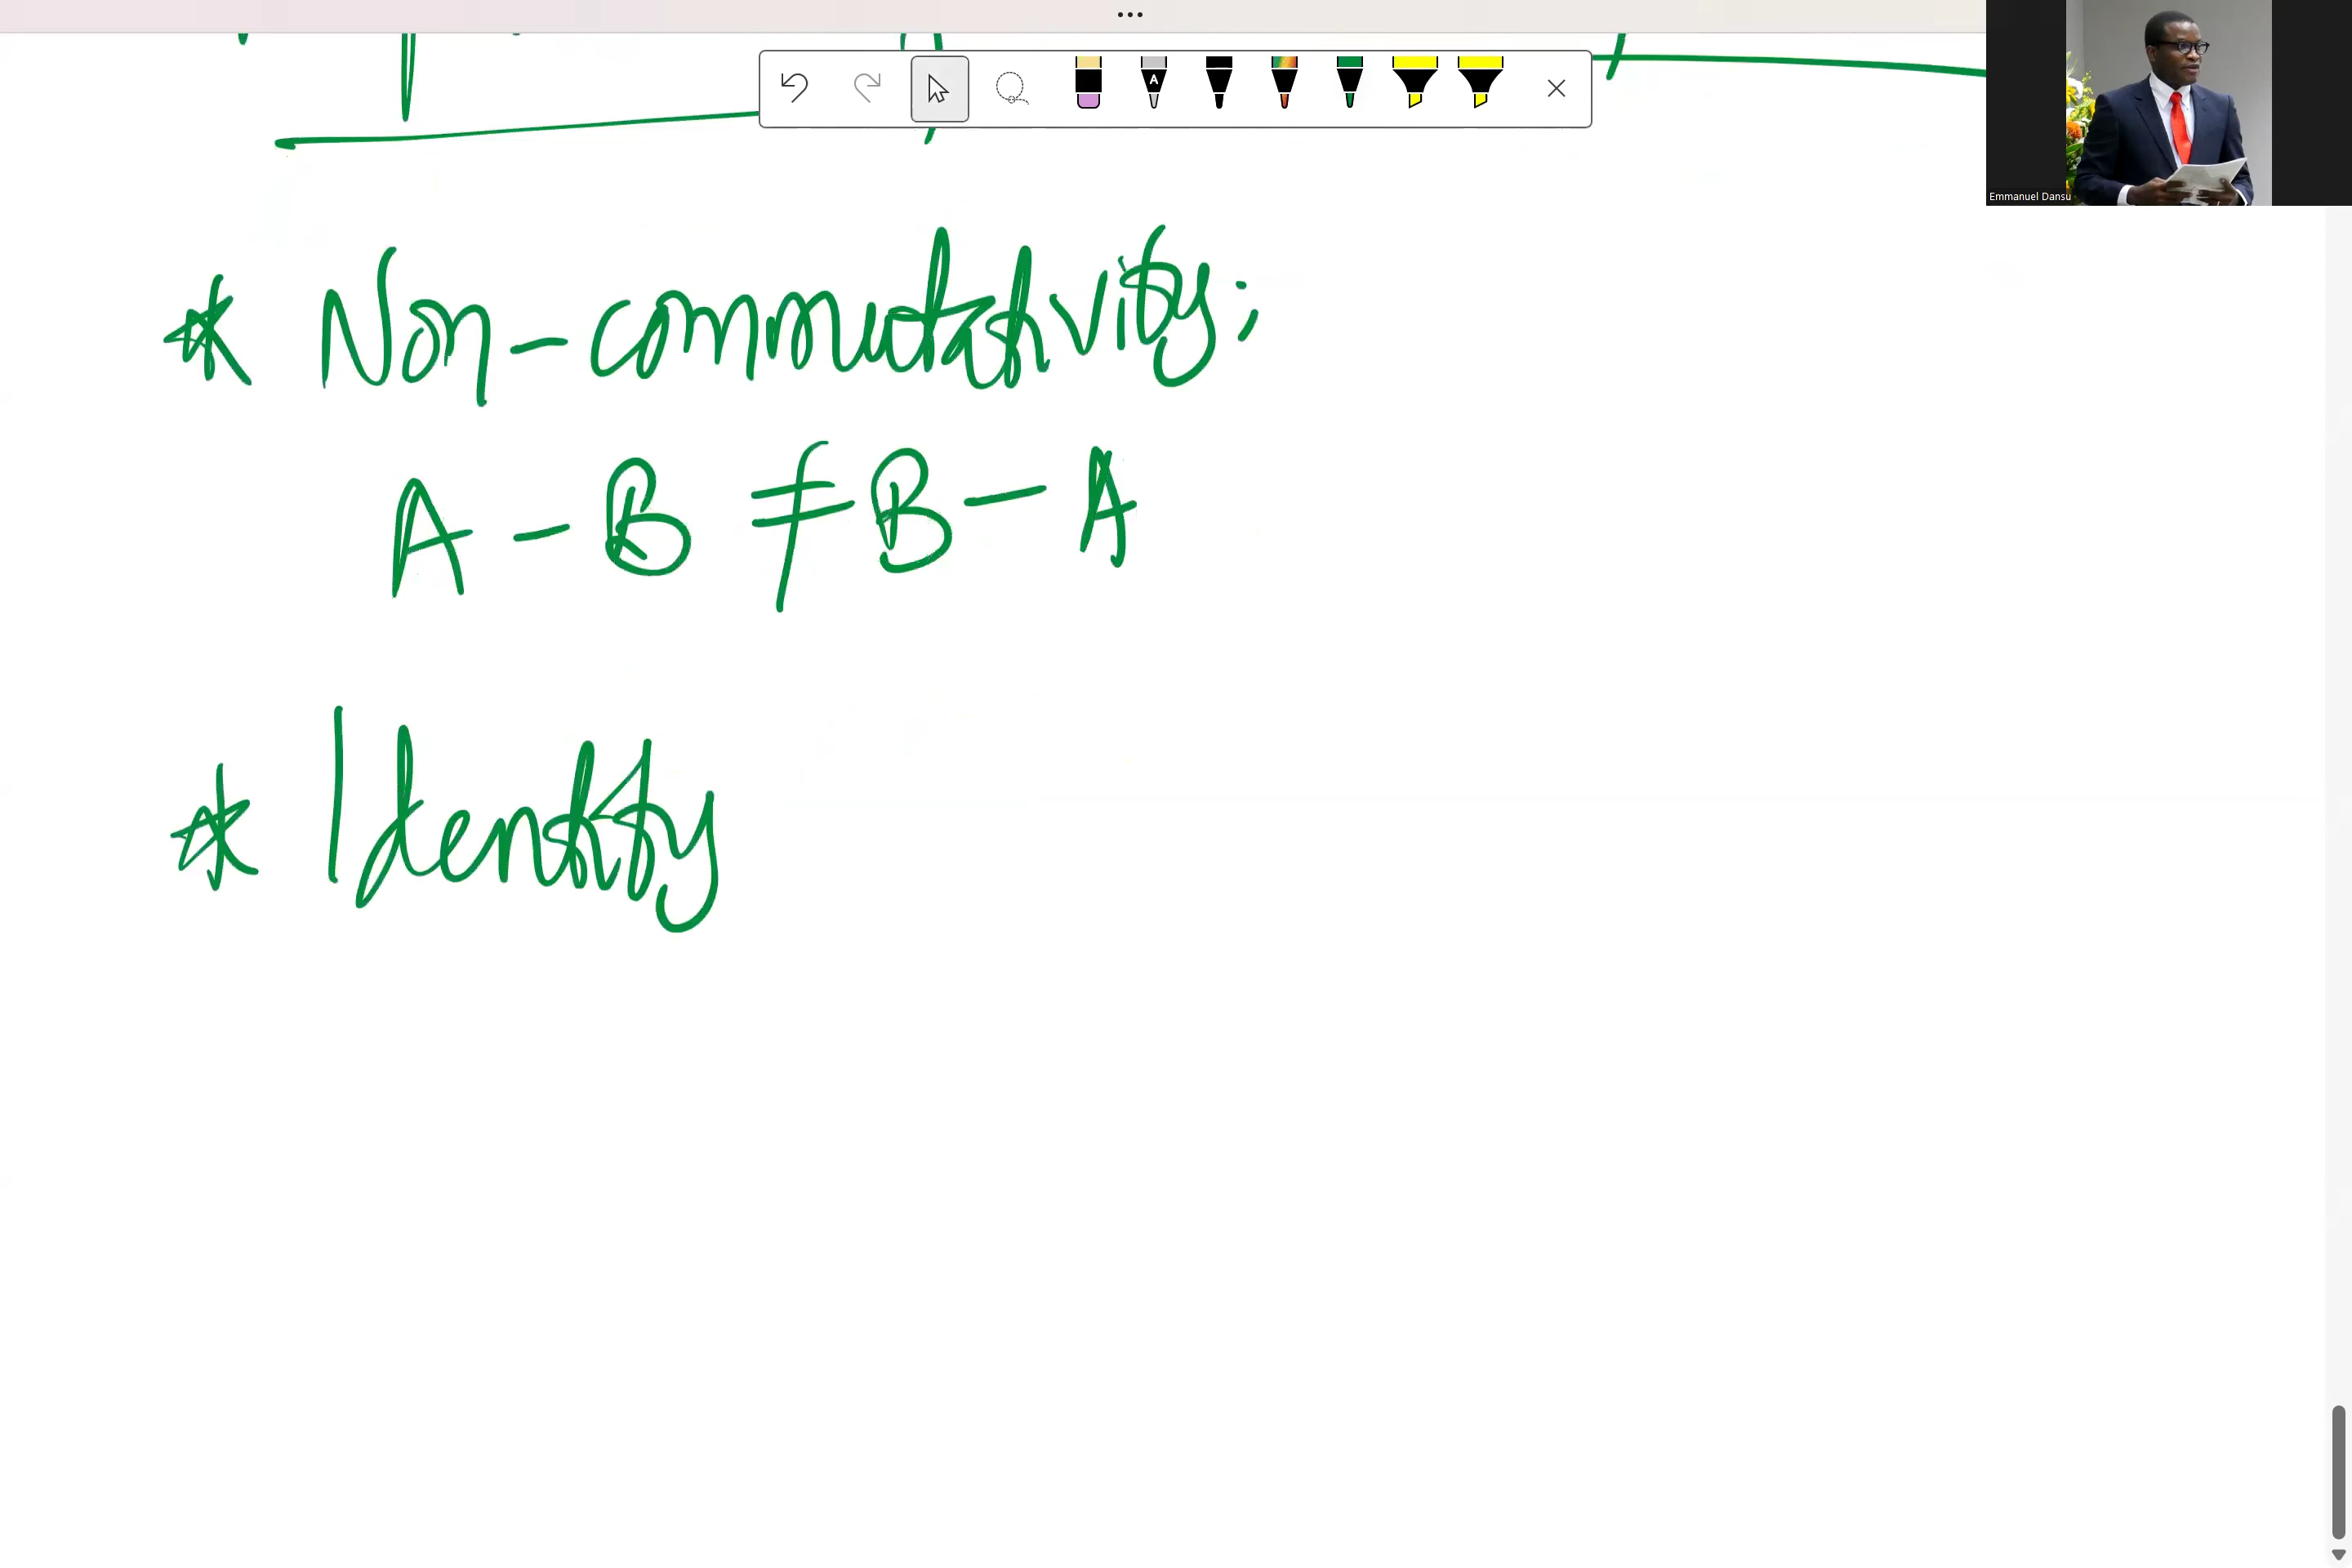 Emmanuel Dansu
* Non-commutativity;
A - B ≠ B - A
* Identity